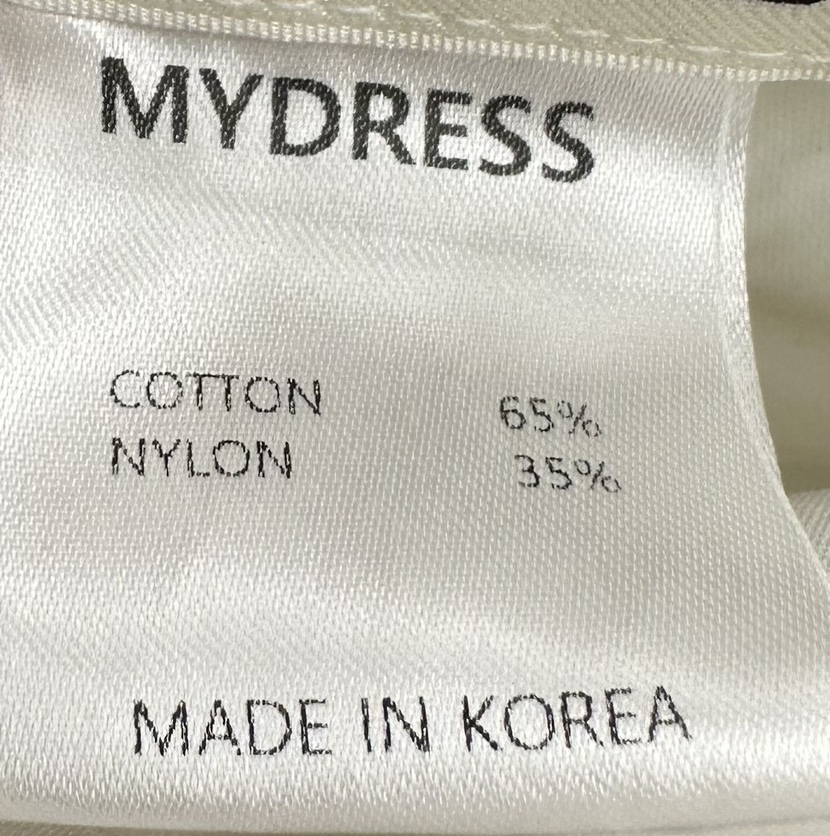 MYDRESS
COTTON 65%
NYLON 35%
MADE IN KOREA